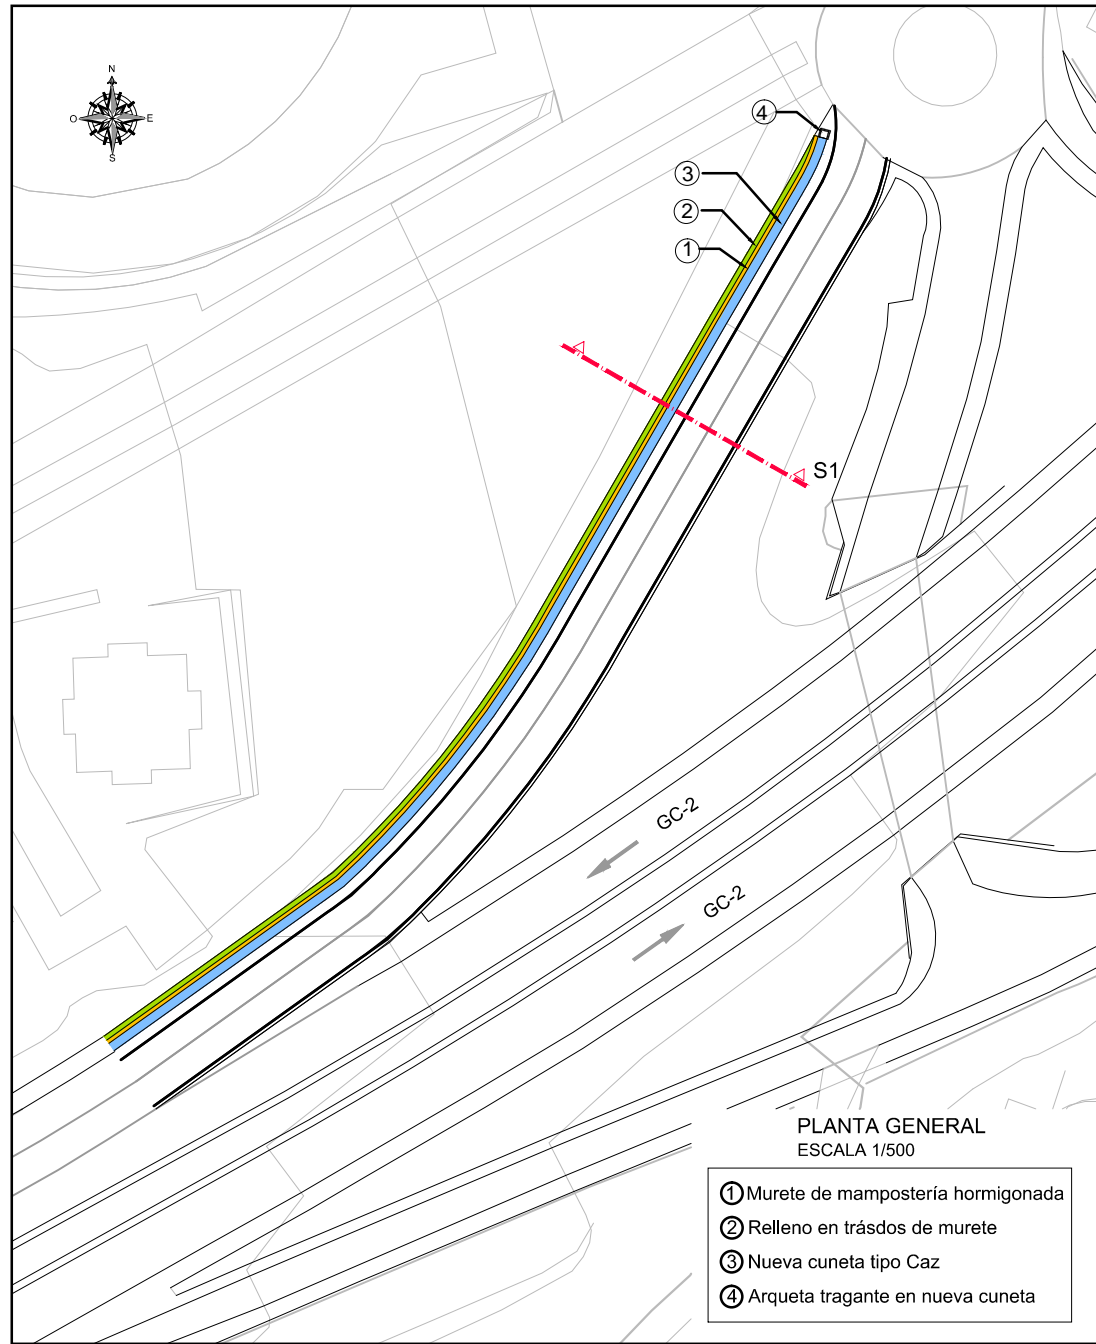 N
O E
S
4
3
2
1
S1
GC-2
GC-2
PLANTA GENERAL
ESCALA 1/500
1 Murete de mampostería hormigonada
2 Relleno en trásdos de murete
3 Nueva cuneta tipo Caz
4 Arqueta tragante en nueva cuneta